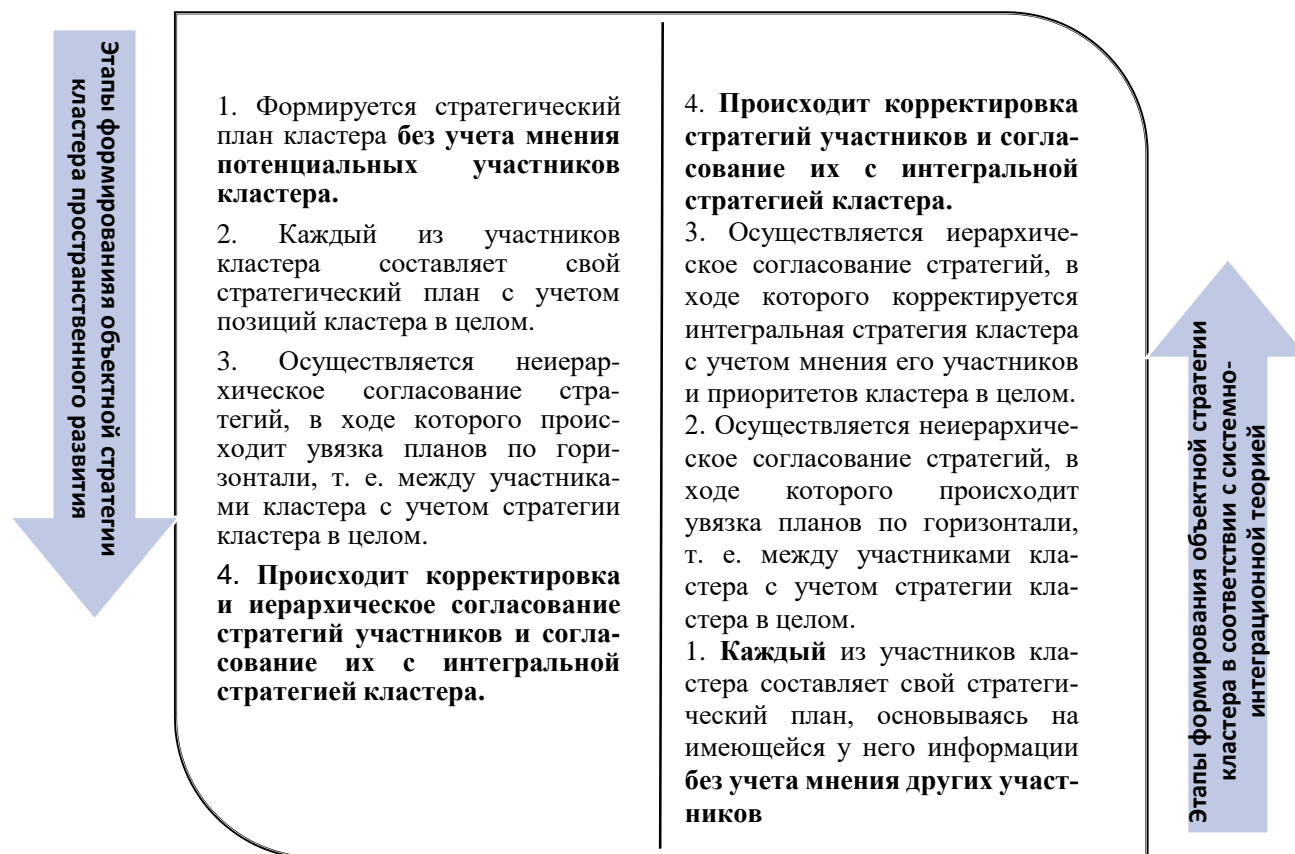 Этапы формированияя объектной стратегии
кластера пространственного развития
1. Формируется стратегический
план кластера без учета мнения
потенциальных участников
кластера.
2. Каждый из участников
кластера составляет свой
стратегический план с учетом
позиций кластера в целом.
3. Осуществляется неиерар-
хическое согласование стра-
тегий, в ходе которого проис-
ходит увязка планов по гори-
зонтали, т. е. между участника-
ми кластера с учетом стратегии
кластера в целом.
4. Происходит корректировка
и иерархическое согласование
стратегий участников и согла-
сование их с интегральной
стратегией кластера.
4. Происходит корректировка
стратегий участников и согла-
сование их с интегральной
стратегией кластера.
3. Осуществляется иерархиче-
ское согласование стратегий, в
ходе которого корректируется
интегральная стратегия кластера
с учетом мнения его участников
и приоритетов кластера в целом.
2. Осуществляется неиерархиче-
ское согласование стратегий, в
ходе которого происходит
увязка планов по горизонтали,
т. е. между участниками кла-
стера с учетом стратегии кла-
стера в целом.
1. Каждый из участников кла-
стера составляет свой стратеги-
ческий план, основываясь на
имеющейся у него информации
без учета мнения других участ-
ников
Этапы формирования объектной стратегии
кластера в соответствии с системно-
интеграционной теорией